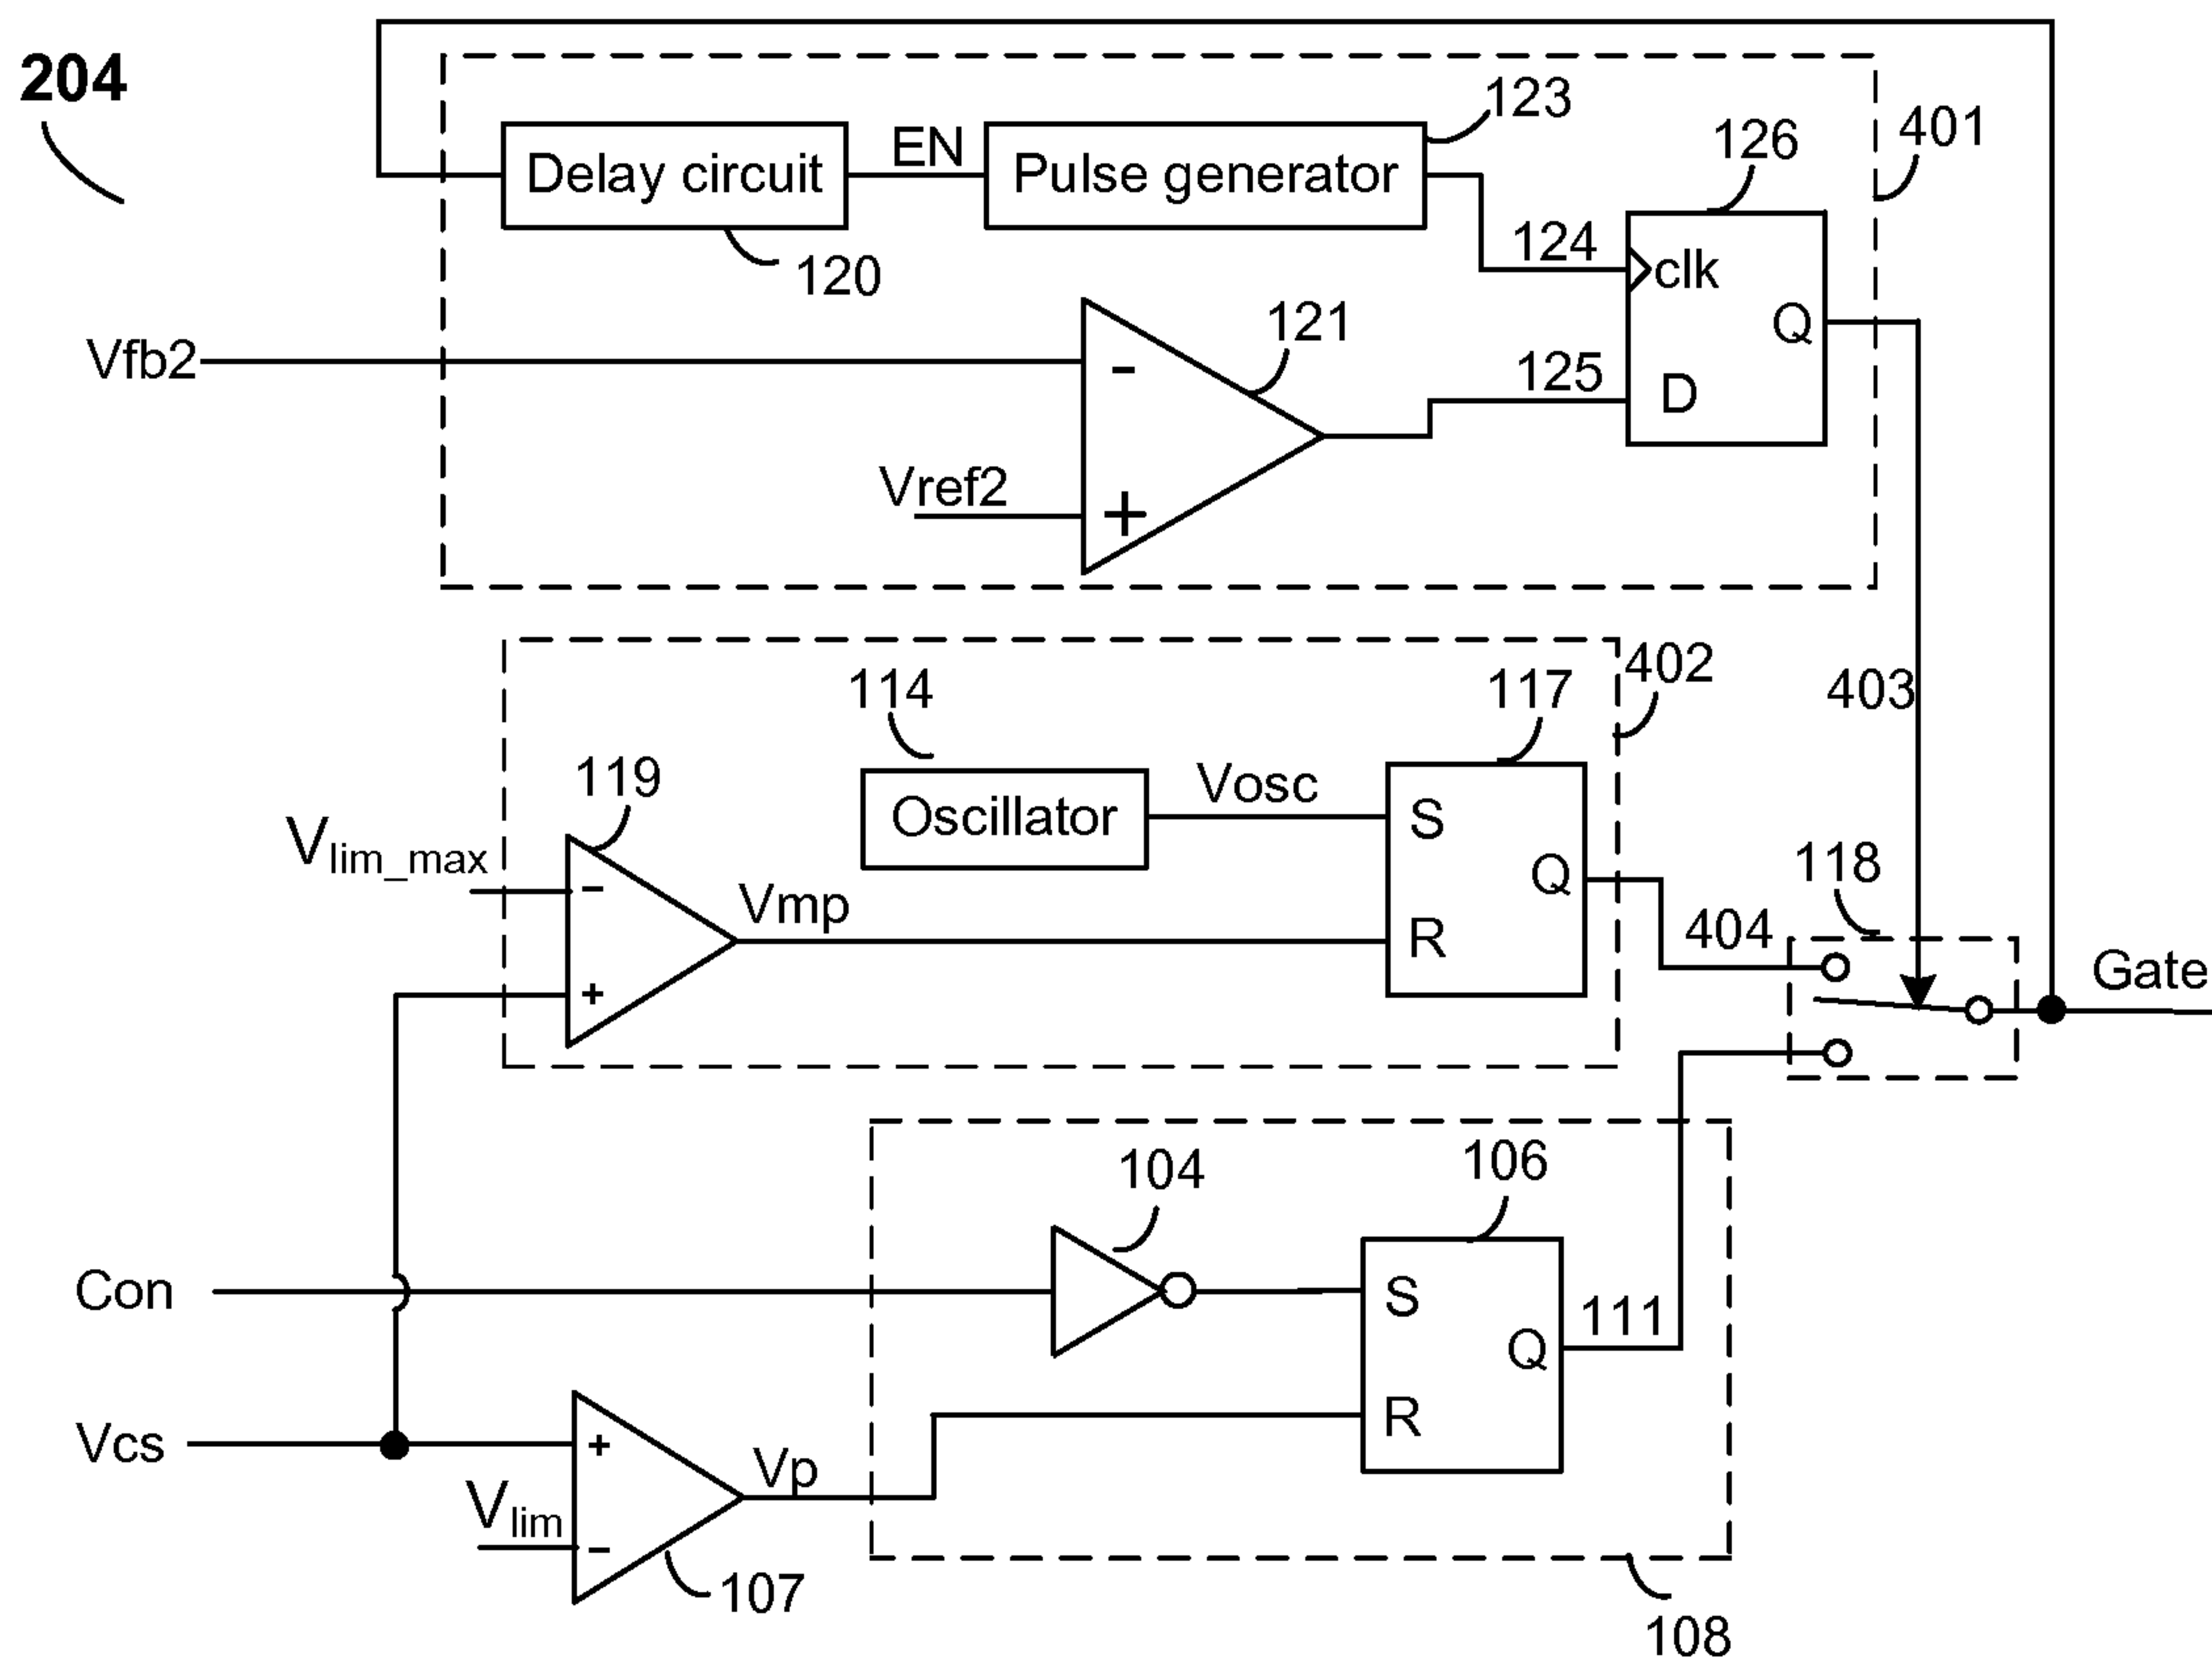 204
Delay circuit
EN
Pulse generator
123
126
401
120
124
clk
Q
D
Vfb2
-
121
125
Vref2
+
402
403
114
117
119
Oscillator
Vosc
S
Q
R
Vlim_max
-
+
Vmp
118
404
Gate
104
106
Con
S
Q
R
111
Vcs
+
Vlim
-
Vp
107
108